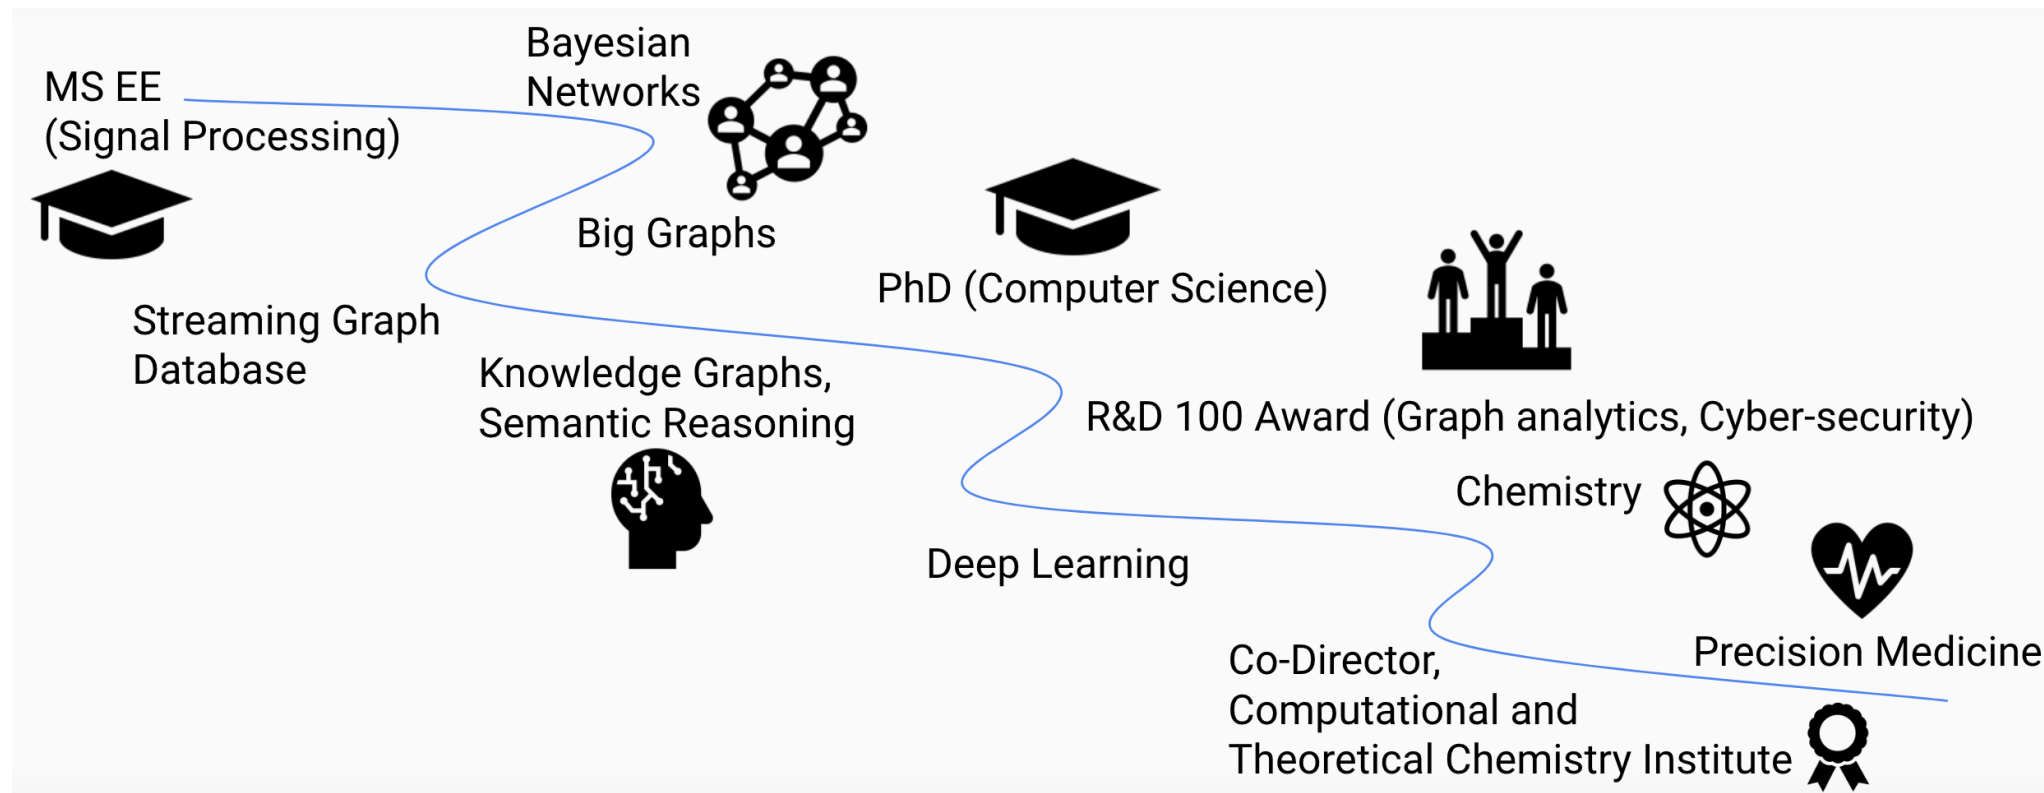 MS EE
(Signal Processing)
Bayesian
Networks
Big Graphs
Streaming Graph
Database
PhD (Computer Science)
Knowledge Graphs,
Semantic Reasoning
R&D 100 Award (Graph analytics, Cyber-security)
Deep Learning
Chemistry
Precision Medicine
Co-Director,
Computational and
Theoretical Chemistry Institute